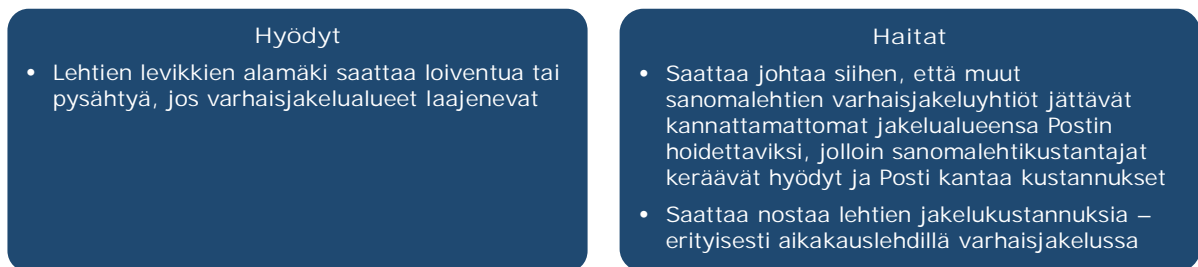 Hyödyt
• Lehtien levikkien alamäki saattaa loiventua tai
pysähtyä, jos varhaisjakelualueet laajenevat
Haitat
• Saattaa johtaa siihen, että muut
sanomalehtien varhaisjakeluyhtiöt jättävät
kannattamattomat jakelualueensa Postin
hoidettaviksi, jolloin sanomalehtikustantajat
keräävät hyödyt ja Posti kantaa kustannukset
• Saattaa nostaa lehtien jakelukustannuksia –
erityisesti aikakauslehdillä varhaisjakelussa